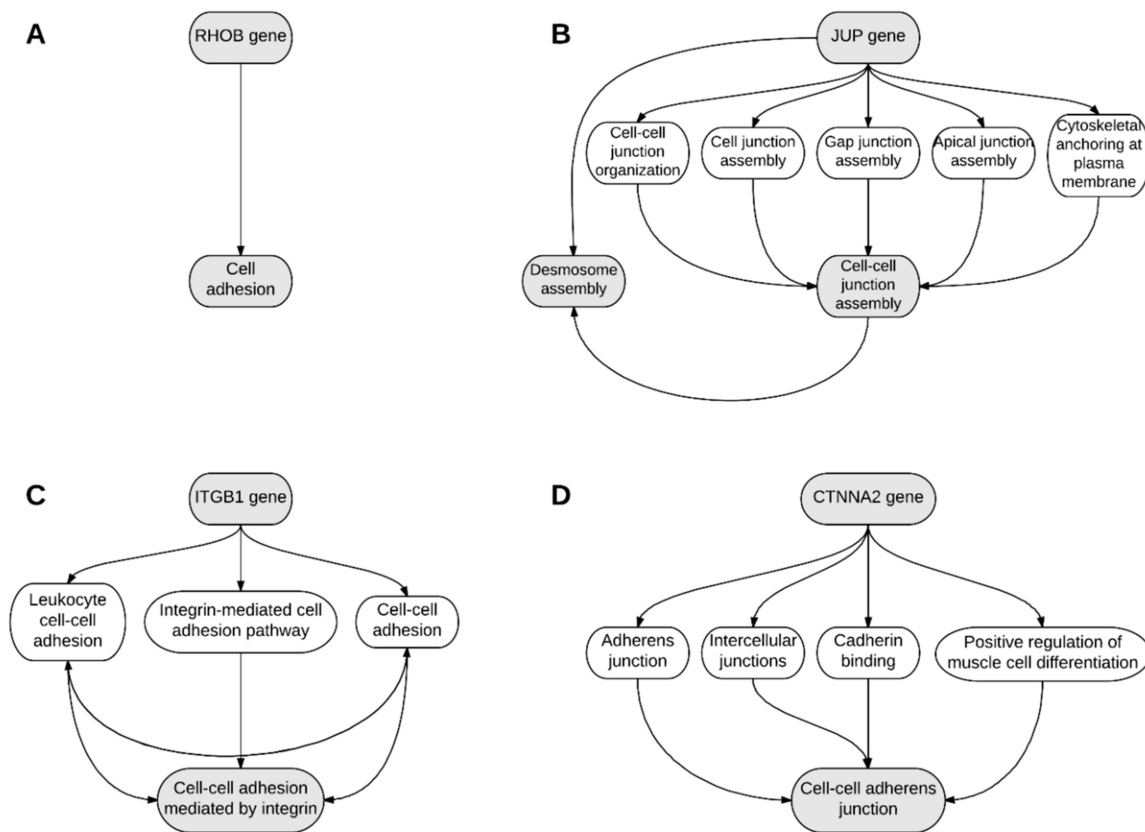 A
RHOB gene
Cell
adhesion
B
JUP gene
Cell-cell
junction
organization
Cell junction
assembly
Gap junction
assembly
Apical junction
assembly
Cytoskeletal
anchoring at
plasma
membrane
Desmosome
assembly
Cell-cell
junction
assembly
C
ITGB1 gene
Leukocyte
cell-cell
adhesion
Integrin-mediated cell
adhesion pathway
Cell-cell
adhesion
Cell-cell adhesion
mediated by integrin
D
CTNNA2 gene
Adherens
junction
Intercellular
junctions
Cadherin
binding
Positive regulation of
muscle cell differentiation
Cell-cell adherens
junction